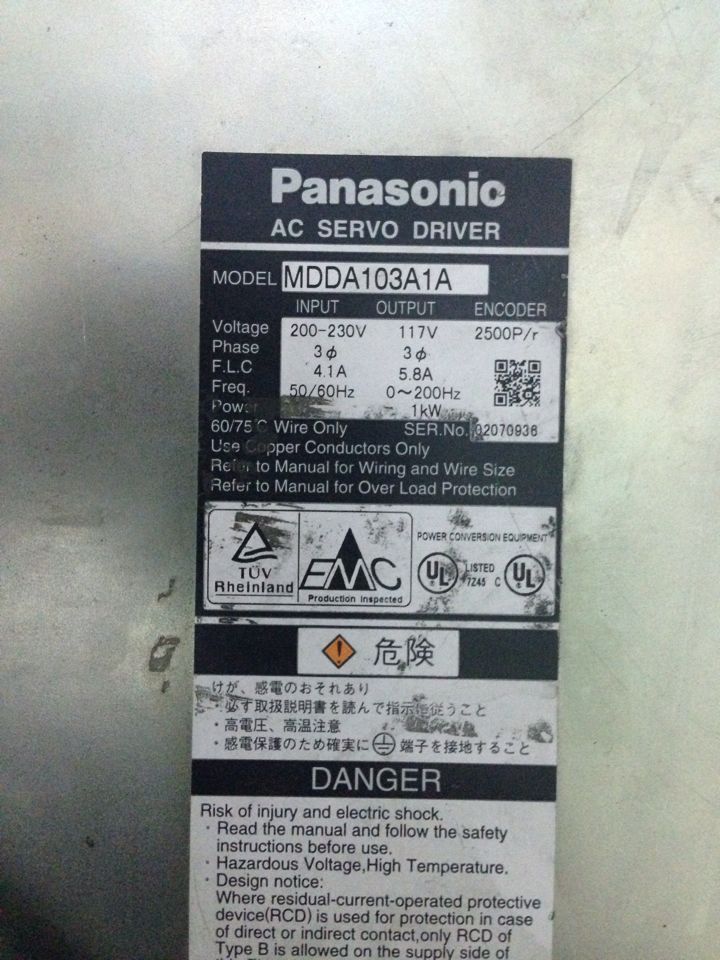 Panasonic
AC SERVO DRIVER
MODEL MDDA103A1A
INPUT OUTPUT ENCODER
Voltage 200-230V 117V 2500P/r
Phase 3ϕ 3ϕ
F.L.C 4.1A 5.8A
Freq. 50/60Hz 0~200Hz
Power 1kW
60/75°C Wire Only SER.No. 02070936
Use Copper Conductors Only
Refer to Manual for Wiring and Wire Size
Refer to Manual for Over Load Protection
POWER CONVERSION EQUIPMENT
TÜV
Rheinland
EMC
Production Inspected
UL LISTED 7Z45 C UL
危険
けが、感電のおそれあり
・必ず取扱説明書を読んで指示に従うこと
・高電圧、高温注意
・感電保護のため確実に端子を接地すること
DANGER
Risk of injury and electric shock.
・Read the manual and follow the safety
instructions before use.
・Hazardous Voltage,High Temperature.
・Design notice:
Where residual-current-operated protective
device(RCD) is used for protection in case
of direct or indirect contact,only RCD of
Type B is allowed on the supply side of